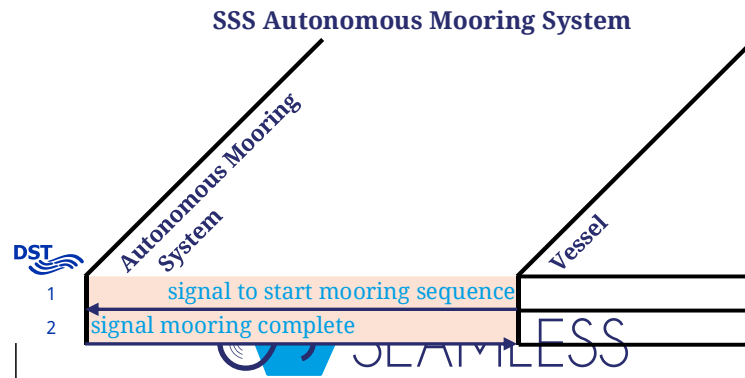 SSS Autonomous Mooring System
Autonomous Mooring
System
Vessel
DST
1 signal to start mooring sequence
2 signal mooring complete
SEAMLESS